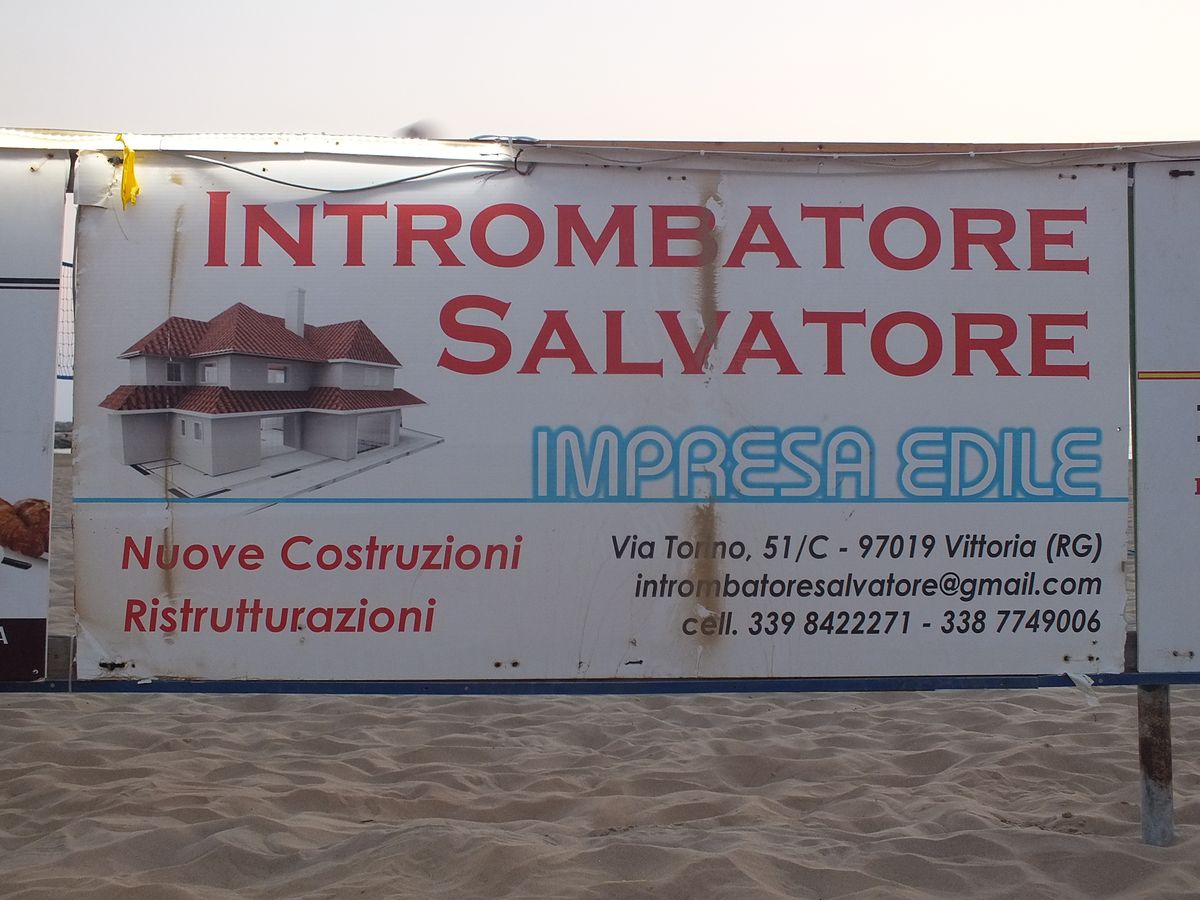 INTROMBATORE
SALVATORE
IMPRESA EDILE
Nuove Costruzioni
Ristrutturazioni
Via Torino, 51/C - 97019 Vittoria (RG)
intrombatoresalvatore@gmail.com
cell. 339 8422271 - 338 7749006
A